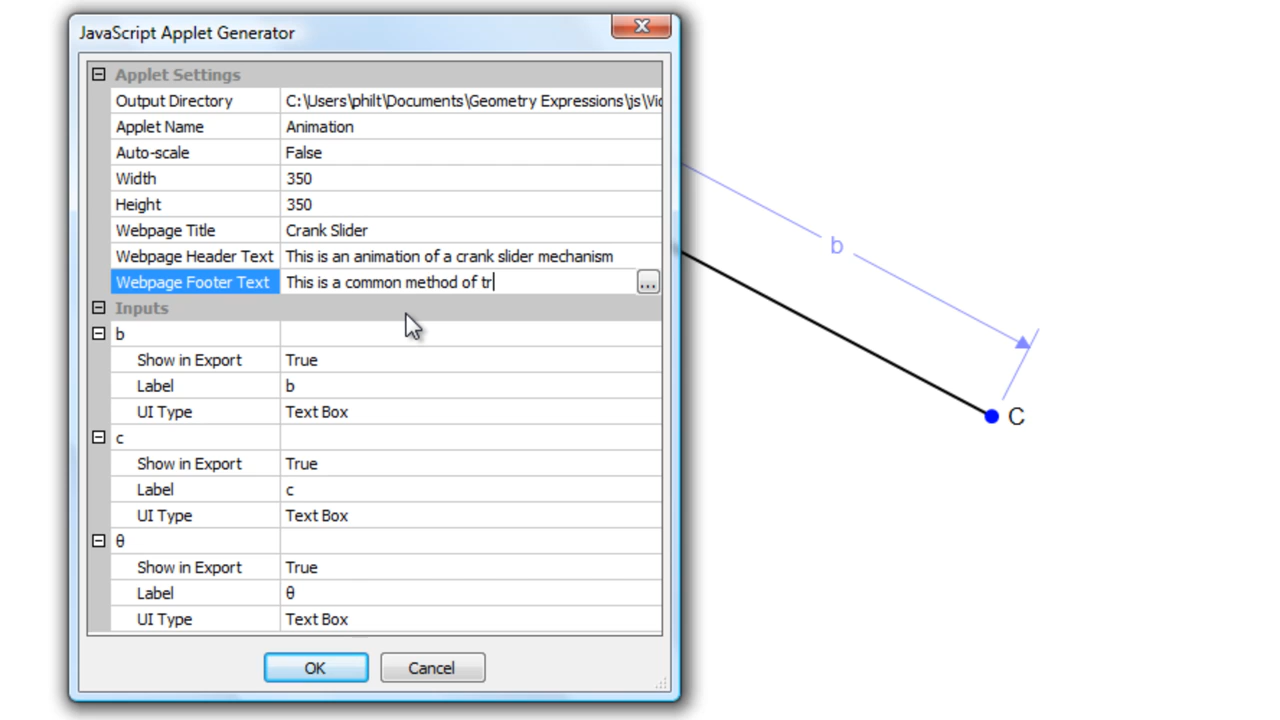 JavaScript Applet Generator
Applet Settings
Output Directory C:\Users\philt\Documents\Geometry Expressions\js\Vic
Applet Name Animation
Auto-scale False
Width 350
Height 350
Webpage Title Crank Slider
Webpage Header Text This is an animation of a crank slider mechanism
Webpage Footer Text This is a common method of tr ...
Inputs
b
Show in Export True
Label b
UI Type Text Box
c
Show in Export True
Label c
UI Type Text Box
θ
Show in Export True
Label θ
UI Type Text Box
OK Cancel
b
C